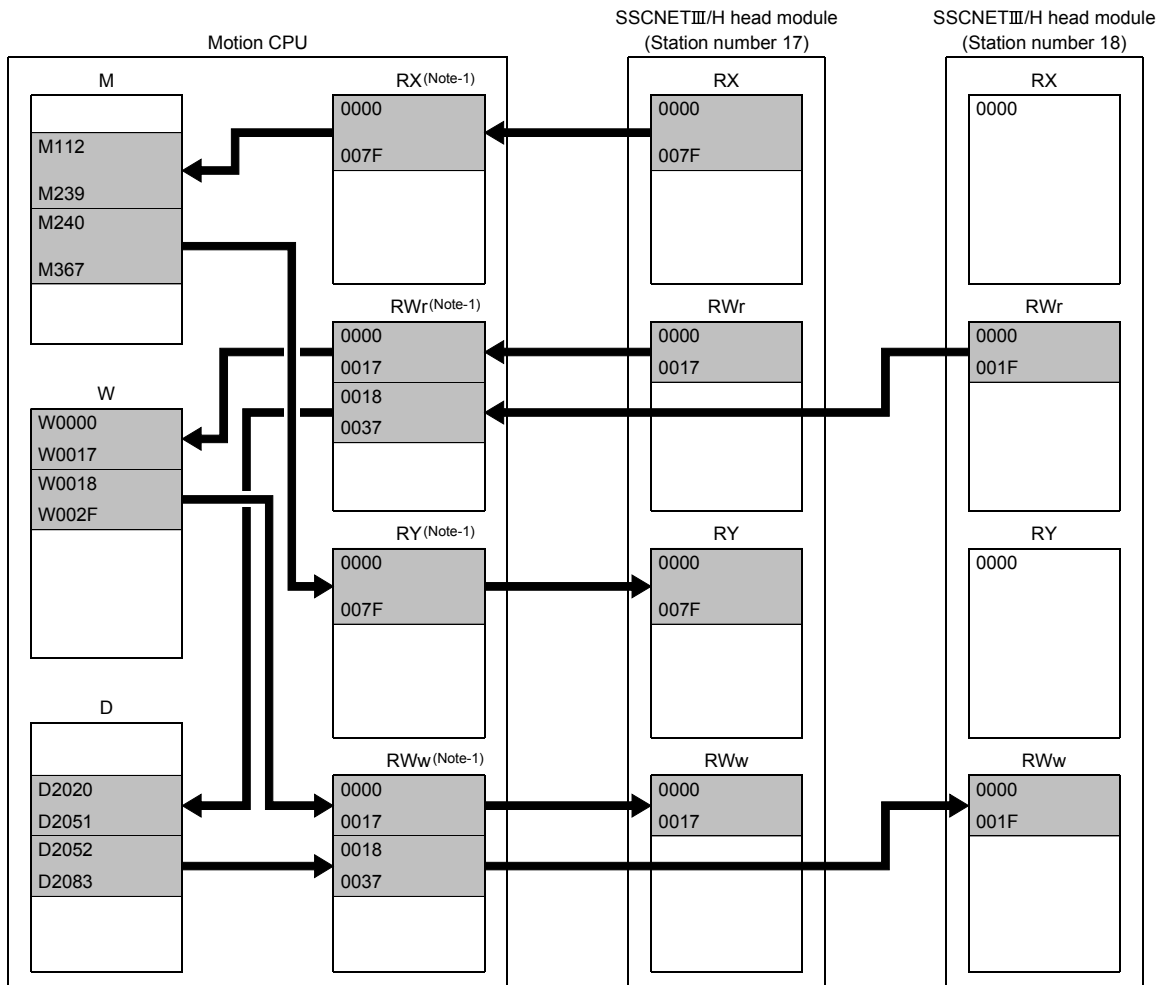 SSCNETⅢ/H head module
(Station number 17)
SSCNETⅢ/H head module
(Station number 18)
Motion CPU
M
M112
M239
M240
M367
W
W0000
W0017
W0018
W002F
D
D2020
D2051
D2052
D2083
RX(Note-1)
0000
007F
RWr(Note-1)
0000
0017
0018
0037
RY(Note-1)
0000
007F
RWw(Note-1)
0000
0017
0018
0037
RX
0000
007F
RWr
0000
0017
RY
0000
007F
RWw
0000
0017
RX
0000
RWr
0000
001F
RY
0000
RWw
0000
001F